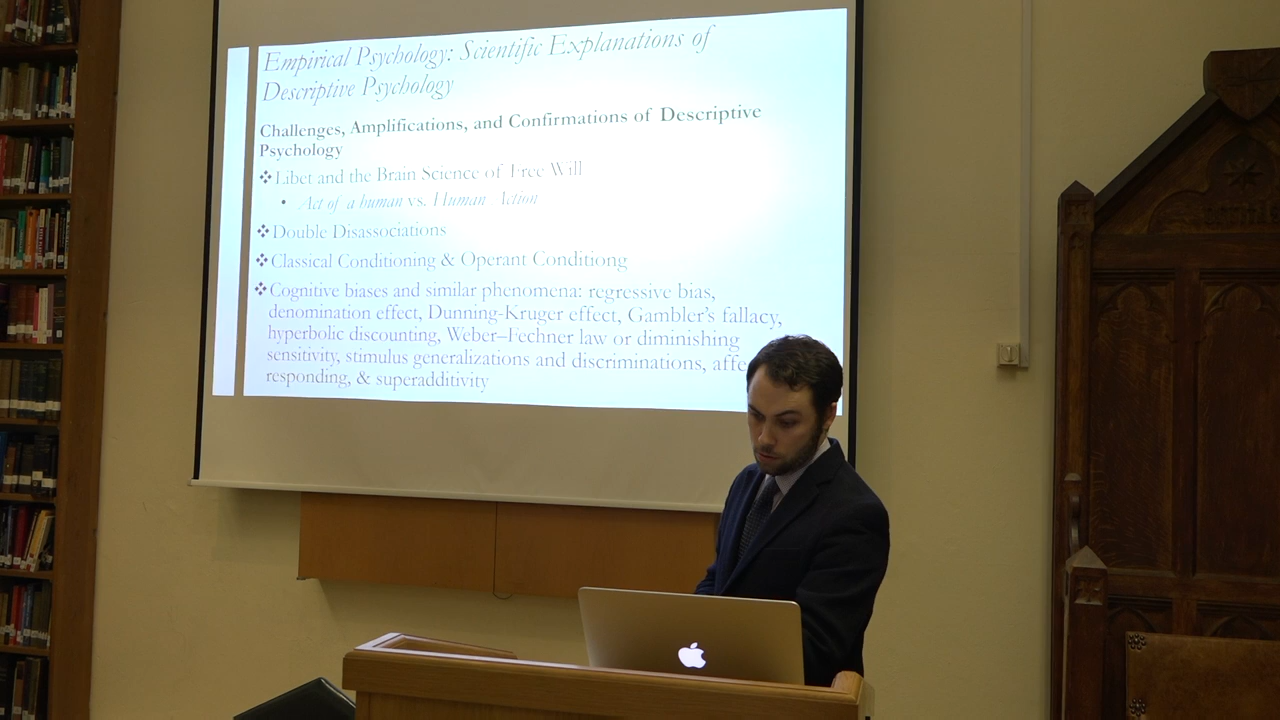 Empirical Psychology: Scientific Explanations of
Descriptive Psychology
Challenges, Amplifications, and Confirmations of Descriptive
Psychology
❖Libet and the Brain Science of Free Will
• Act of a human vs. Human Action
❖Double Disassociations
❖Classical Conditioning & Operant Conditiong
❖Cognitive biases and similar phenomena: regressive bias,
denomination effect, Dunning-Kruger effect, Gambler's fallacy,
hyperbolic discounting, Weber–Fechner law or diminishing
sensitivity, stimulus generalizations and discriminations,
responding, & superadditivity